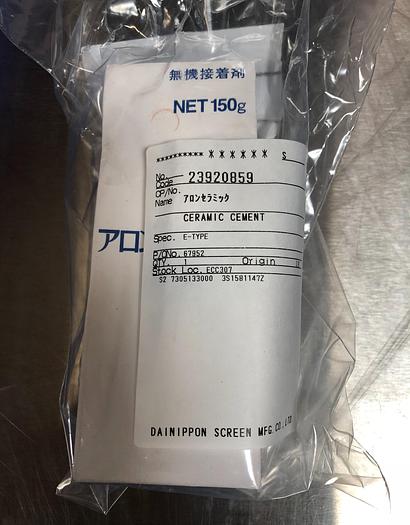 無機接着剤
NET 150g
アロン
********** ****** S
No.
Code 23920859
CP/No.
Name アロンセラミック
CERAMIC CEMENT
Spec. E-TYPE
P/ONo. 67952
QTY. 1 Origin
Stock Loc. ECC307
S2 7305133000 3S1581147Z
DAINIPPON SCREEN MFG.CO.,LTD